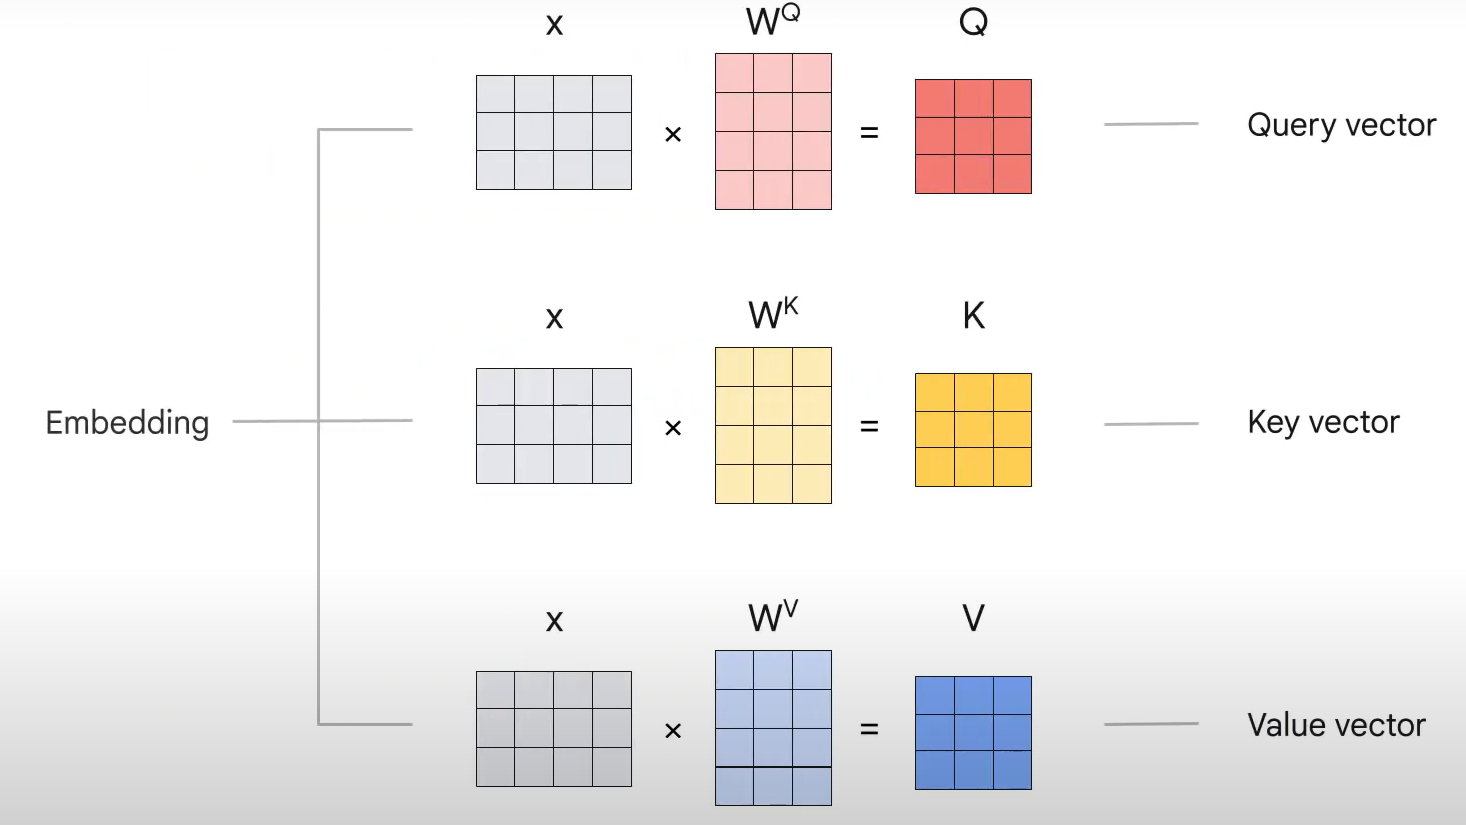 x × W^Q = Q Query vector
Embedding
x × W^K = K Key vector
x × W^V = V Value vector